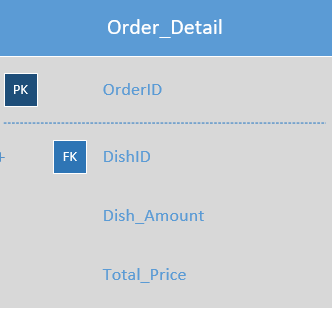 Order_Detail
PK OrderID
FK DishID
Dish_Amount
Total_Price